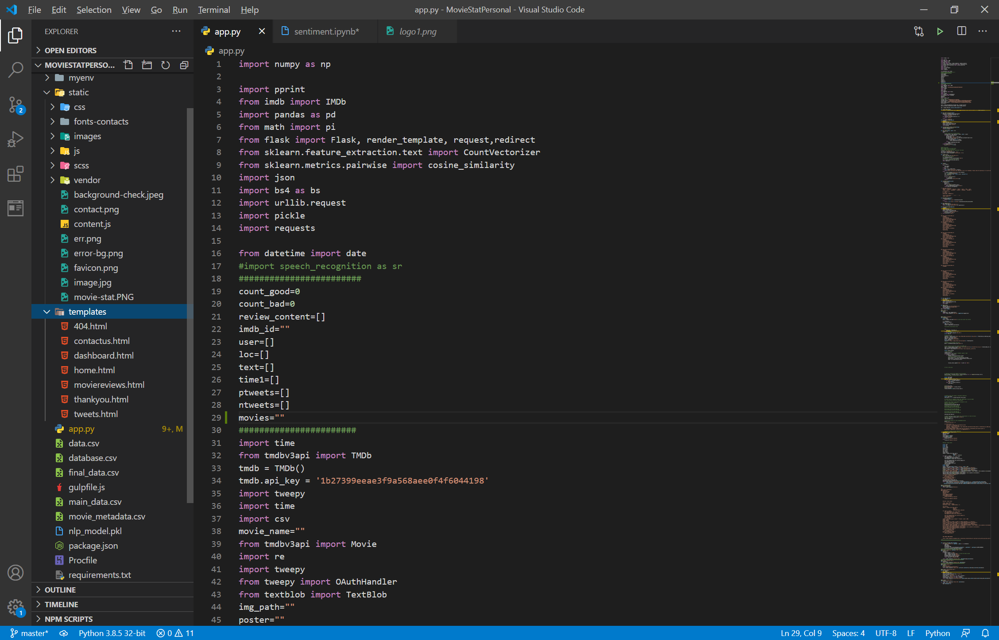 File Edit Selection View Go Run Terminal Help app.py - MovieStatPersonal - Visual Studio Code
EXPLORER
OPEN EDITORS
MOVIESTATPERSO...
myenv
static
css
fonts-contacts
images
js
scss
vendor
background-check.jpeg
contact.png
content.js
err.png
error-bg.png
favicon.png
image.jpg
movie-stat.PNG
templates
404.html
contactus.html
dashboard.html
home.html
moviereviews.html
thankyou.html
tweets.html
app.py 9+, M
data.csv
database.csv
final_data.csv
gulpfile.js
main_data.csv
movie_metadata.csv
nlp_model.pkl
package.json
Procfile
requirements.txt
OUTLINE
TIMELINE
NPM SCRIPTS
2
1
app.py sentiment.ipynb* logo1.png
app.py
1 import numpy as np
2
3 import pprint
4 from imdb import IMDb
5 import pandas as pd
6 from math import pi
7 from flask import Flask, render_template, request,redirect
8 from sklearn.feature_extraction.text import CountVectorizer
9 from sklearn.metrics.pairwise import cosine_similarity
10 import json
11 import bs4 as bs
12 import urllib.request
13 import pickle
14 import requests
15
16 from datetime import date
17 #import speech_recognition as sr
18 ########################
19 count_good=0
20 count_bad=0
21 review_content=[]
22 imdb_id=""
23 user=[]
24 loc=[]
25 text=[]
26 time1=[]
27 ptweets=[]
28 ntweets=[]
29 movies=""
30 #######################
31 import time
32 from tmdbv3api import TMDb
33 tmdb = TMDb()
34 tmdb.api_key = '1b27399eeae3f9a568aee0f4f6044198'
35 import tweepy
36 import time
37 import csv
38 movie_name=""
39 from tmdbv3api import Movie
40 import re
41 import tweepy
42 from tweepy import OAuthHandler
43 from textblob import TextBlob
44 img_path=""
45 poster=""
master* Python 3.8.5 32-bit 0 11 Ln 29, Col 9 Spaces: 4 UTF-8 LF Python